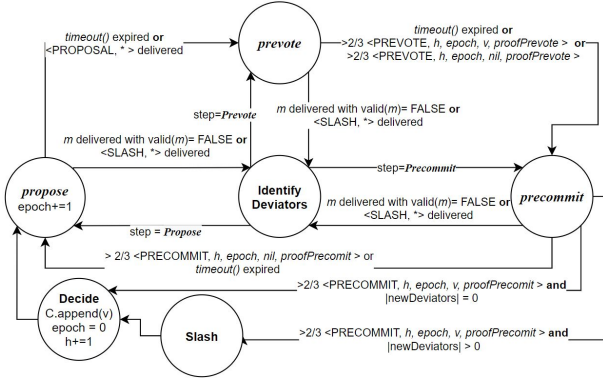 timeout() expired or
<PROPOSAL, * > delivered
prevote
timeout() expired or
>2/3 <PREVOTE, h, epoch, v, proofPrevote > or
>2/3 <PREVOTE, h, epoch, nil, proofPrevote >
step=Prevote
m delivered with valid(m)= FALSE or
<SLASH, *> delivered
m delivered with valid(m)= FALSE or
<SLASH, *> delivered
propose
epoch+=1
Identify
Deviators
step=Precommit
precommit
m delivered with valid(m)= FALSE or
<SLASH, *> delivered
step = Propose
> 2/3 <PRECOMMIT, h, epoch, nil, proofPrecomit > or
timeout() expired
>2/3 <PRECOMMIT, h, epoch, v, proofPrecomit > and
|newDeviators| = 0
Decide
C.append(v)
epoch = 0
h+=1
Slash
>2/3 <PRECOMMIT, h, epoch, v, proofPrecomit > and
|newDeviators| > 0